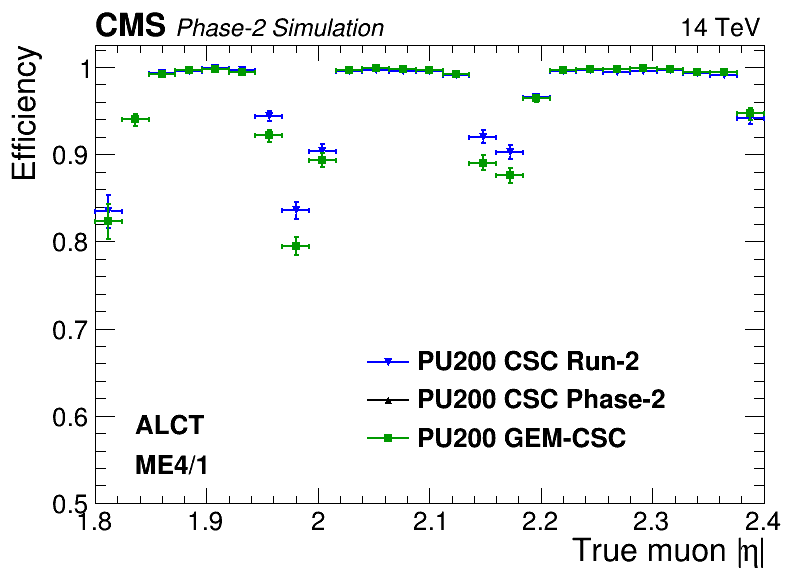 CMS Phase-2 Simulation 14 TeV
Efficiency
1
0.9
0.8
0.7
0.6
0.5
PU200 CSC Run-2
PU200 CSC Phase-2
PU200 GEM-CSC
ALCT
ME4/1
1.8 1.9 2 2.1 2.2 2.3 2.4
True muon |η|